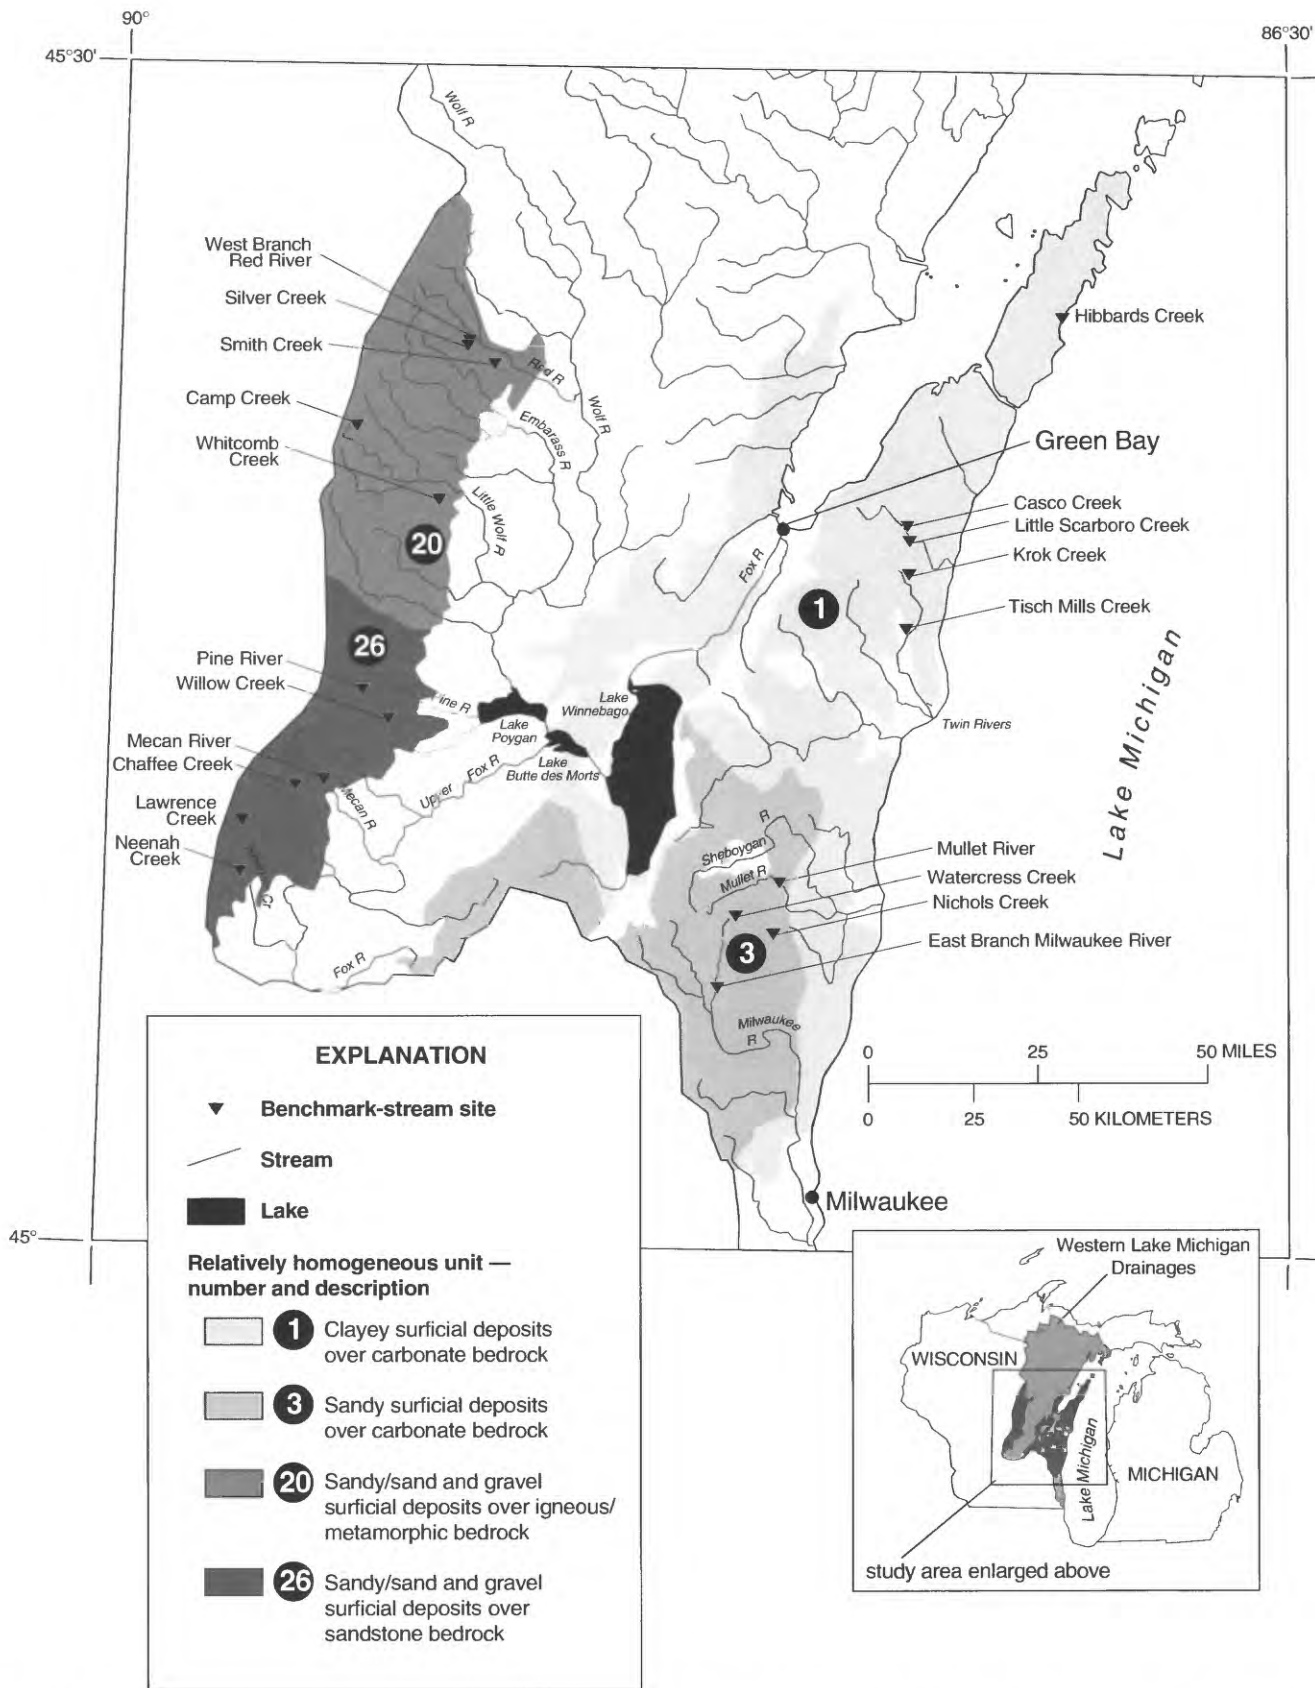 90°
86°30'
45°30'
Wolf R
West Branch
Red River
Silver Creek
Smith Creek
Camp Creek
Whitcomb
Creek
Hibbards Creek
Red R
Wolf R
Embarass R
Little Wolf R
Green Bay
Casco Creek
Little Scarboro Creek
Krok Creek
Tisch Mills Creek
20
Fox R
1
26
Pine River
Willow Creek
Pine R
Lake
Poygan
Lake
Winnebago
Twin Rivers
Lake Michigan
Mecan River
Chaffee Creek
Lawrence
Creek
Neenah
Creek
Mecan R
Upper Fox R
Lake
Butte des Morts
Sheboygan R
Mullet R
Mullet River
Watercress Creek
Nichols Creek
East Branch Milwaukee River
3
Cr
Fox R
Milwaukee
R
0 25 50 MILES
0 25 50 KILOMETERS
Milwaukee
45°
EXPLANATION
Benchmark-stream site
Stream
Lake
Relatively homogeneous unit —
number and description
1 Clayey surficial deposits
over carbonate bedrock
3 Sandy surficial deposits
over carbonate bedrock
20 Sandy/sand and gravel
surficial deposits over igneous/
metamorphic bedrock
26 Sandy/sand and gravel
surficial deposits over
sandstone bedrock
Western Lake Michigan
Drainages
WISCONSIN
Lake Michigan
MICHIGAN
study area enlarged above